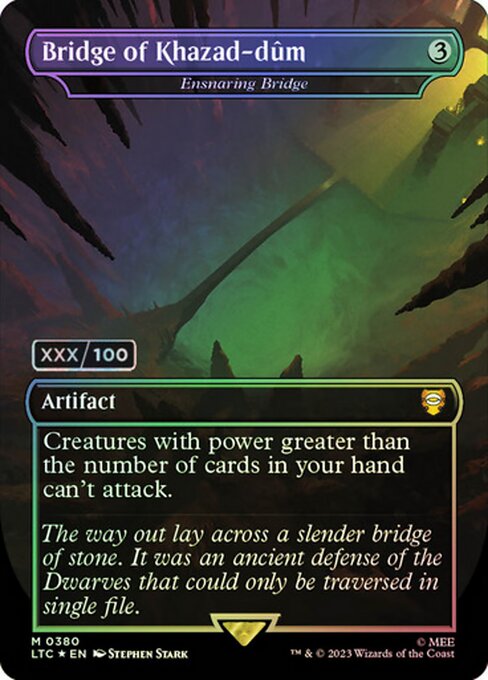 Bridge of Khazad-dûm 3
Ensnaring Bridge
XXX/100
Artifact
Creatures with power greater than
the number of cards in your hand
can't attack.
The way out lay across a slender bridge
of stone. It was an ancient defense of the
Dwarves that could only be traversed in
single file.
M 0380 © MEE
LTC ★ EN Stephen Stark ™ & © 2023 Wizards of the Coast